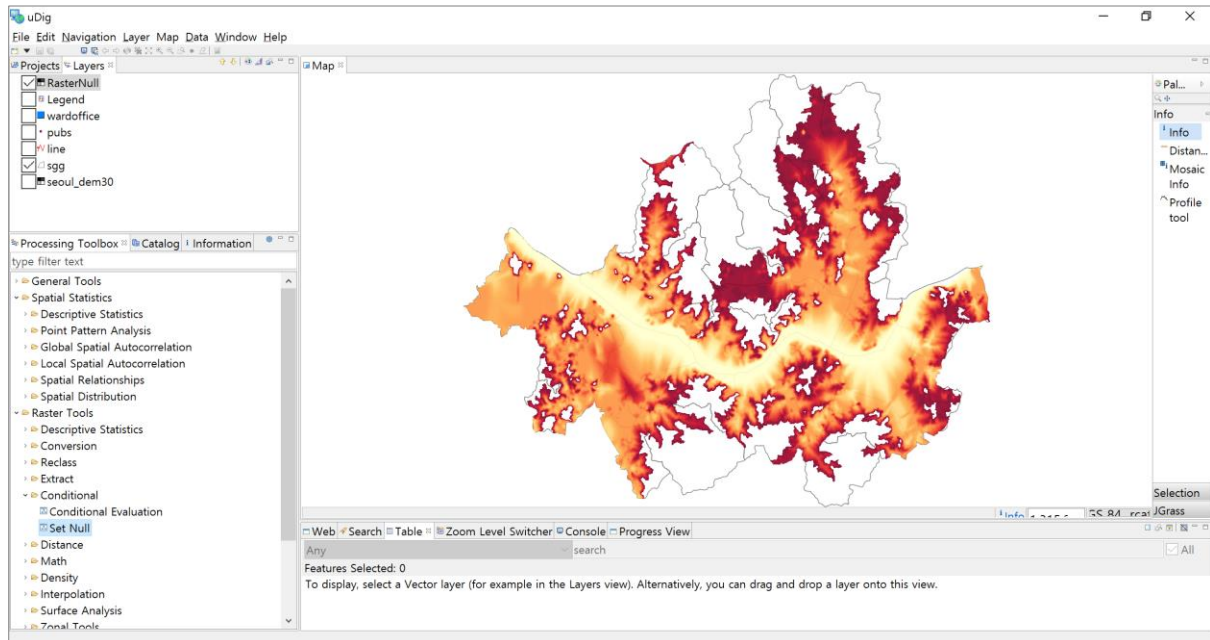 uDig
File Edit Navigation Layer Map Data Window Help
Projects Layers
RasterNull
Legend
wardoffice
pubs
line
sgg
seoul_dem30
Processing Toolbox Catalog Information
type filter text
General Tools
Spatial Statistics
Descriptive Statistics
Point Pattern Analysis
Global Spatial Autocorrelation
Local Spatial Autocorrelation
Spatial Relationships
Spatial Distribution
Raster Tools
Descriptive Statistics
Conversion
Reclass
Extract
Conditional
Conditional Evaluation
Set Null
Distance
Math
Density
Interpolation
Surface Analysis
Zonal Tools
Map
Pal...
Info
Info
Distan...
Mosaic
Info
Profile
tool
Selection
JGrass
Info
Web Search Table Zoom Level Switcher Console Progress View
Any search All
Features Selected: 0
To display, select a Vector layer (for example in the Layers view). Alternatively, you can drag and drop a layer onto this view.